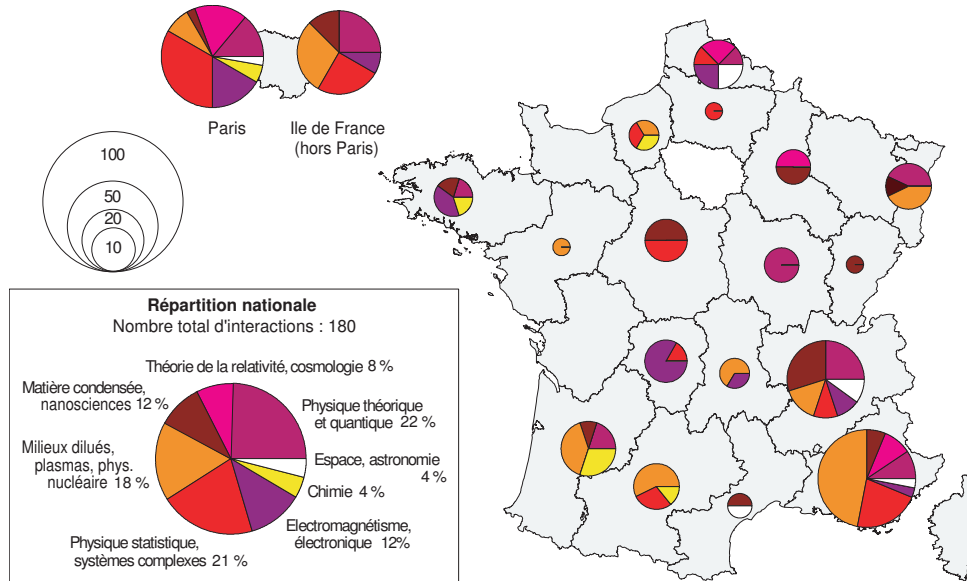 Paris
Ile de France
(hors Paris)
100
50
20
10
Répartition nationale
Nombre total d'interactions : 180
Théorie de la relativité, cosmologie 8 %
Matière condensée,
nanosciences 12 %
Physique théorique
et quantique 22 %
Milieux dilués,
plasmas, phys.
nucléaire 18 %
Espace, astronomie
4 %
Chimie 4 %
Electromagnétisme,
électronique 12%
Physique statistique,
systèmes complexes 21 %